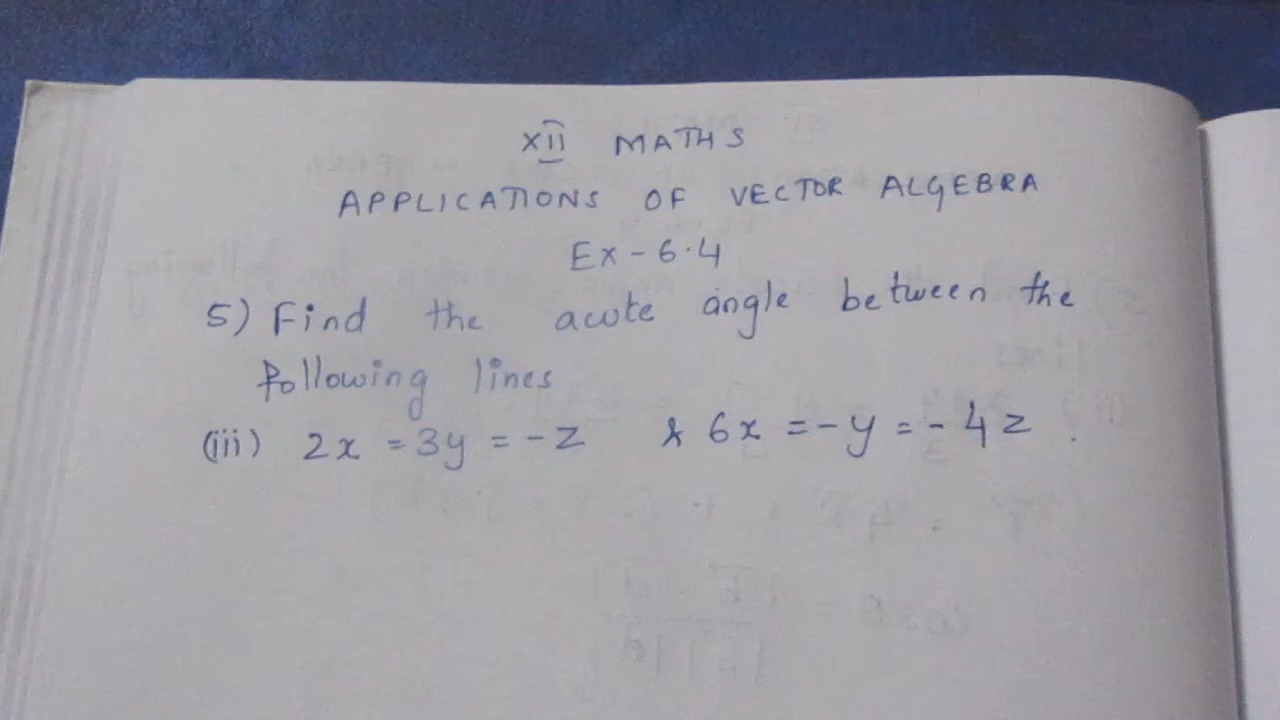 XII MATHS
APPLICATIONS OF VECTOR ALGEBRA
Ex - 6.4
5) Find the acute angle between the
following lines
(iii) 2x = 3y = -z & 6x = -y = -4z.